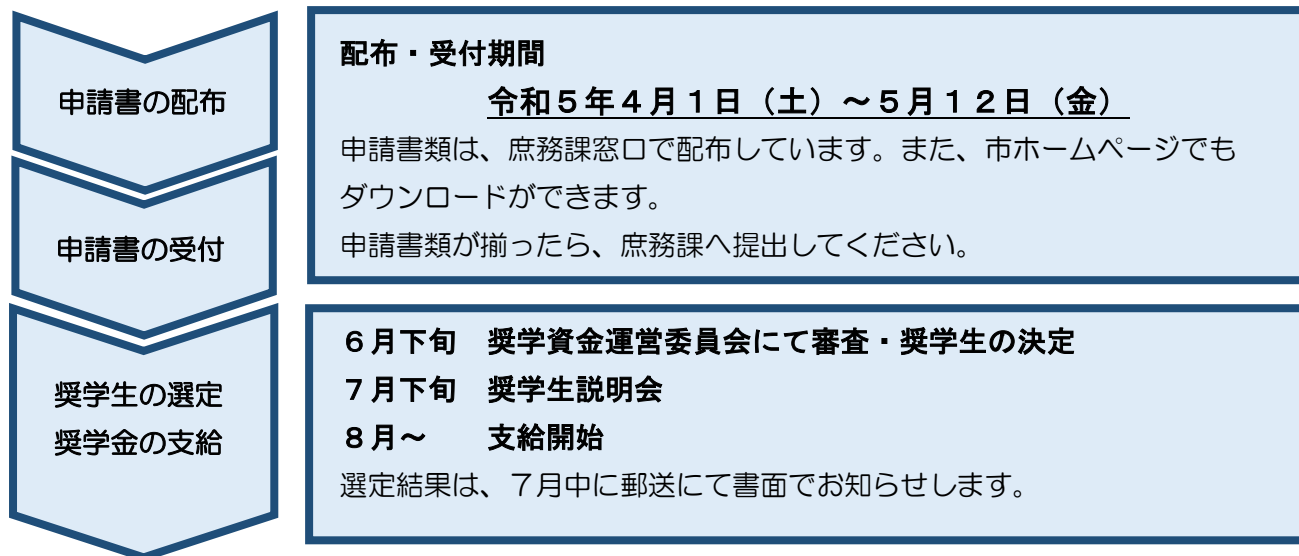 申請書の配布
配布・受付期間
令和５年４月１日（土）～５月１２日（金）
申請書類は、庶務課窓口で配布しています。また、市ホームページでも
ダウンロードができます。
申請書の受付
申請書類が揃ったら、庶務課へ提出してください。
奨学生の選定
奨学金の支給
６月下旬　奨学資金運営委員会にて審査・奨学生の決定
７月下旬　奨学生説明会
８月～　　支給開始
選定結果は、７月中に郵送にて書面でお知らせします。